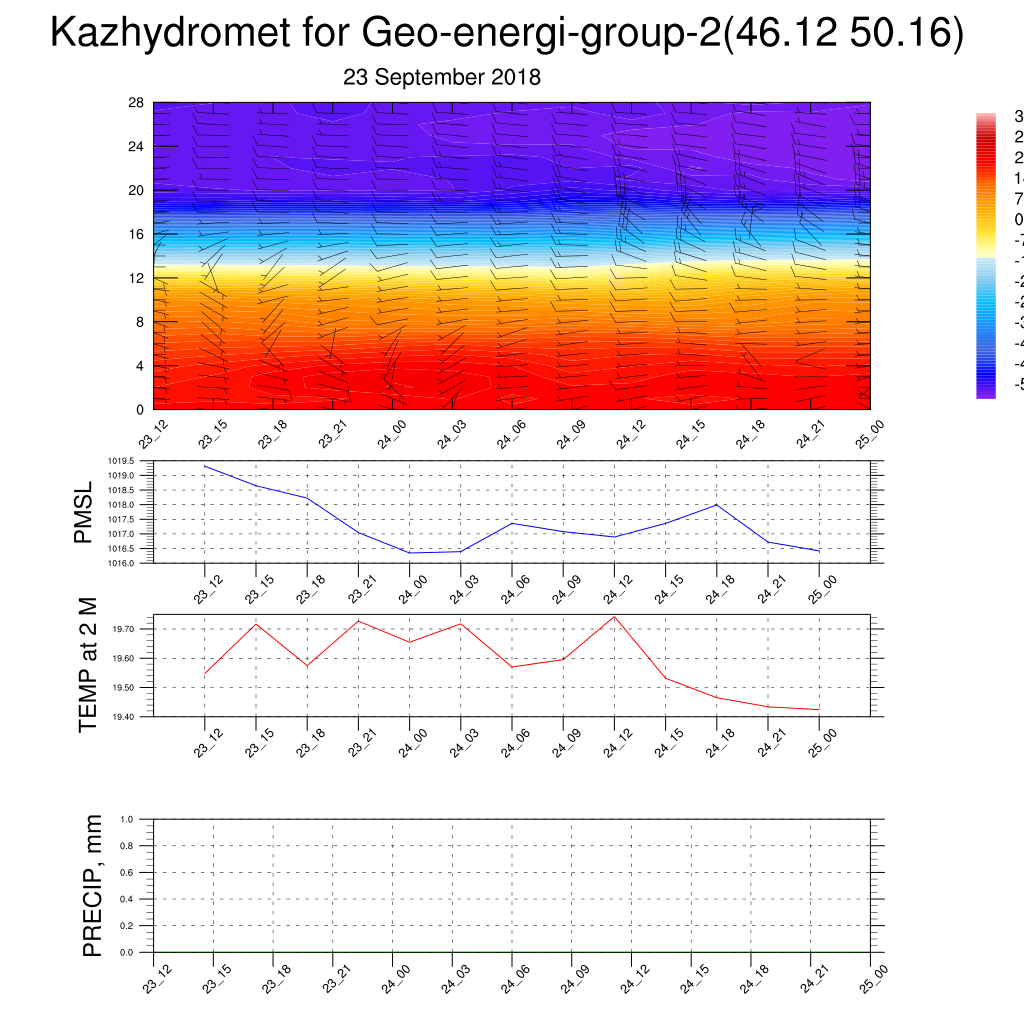 Kazhydromet for Geo-energi-group-2(46.12 50.16)
23 September 2018
28
24
20
16
12
8
4
0
23_12 23_15 23_18 23_21 24_00 24_03 24_06 24_09 24_12 24_15 24_18 24_21 25_00
PMSL
1019.5
1019.0
1018.5
1018.0
1017.5
1017.0
1016.5
1016.0
23_12 23_15 23_18 23_21 24_00 24_03 24_06 24_09 24_12 24_15 24_18 24_21 25_00
TEMP at 2 M
19.70
19.60
19.50
19.40
23_12 23_15 23_18 23_21 24_00 24_03 24_06 24_09 24_12 24_15 24_18 24_21 25_00
PRECIP, mm
1.0
0.8
0.6
0.4
0.2
0.0
23_12 23_15 23_18 23_21 24_00 24_03 24_06 24_09 24_12 24_15 24_18 24_21 25_00